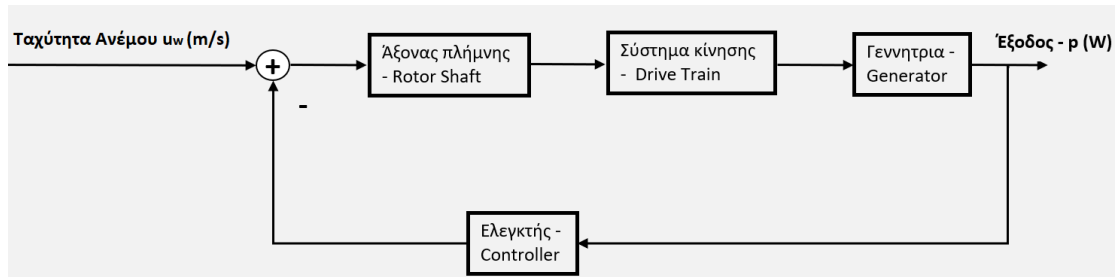 Ταχύτητα Ανέμου uw (m/s)
+
-
Άξονας πλήμνης
- Rotor Shaft
Σύστημα κίνησης
- Drive Train
Γεννητρια -
Generator
Έξοδος - p (W)
Ελεγκτής -
Controller